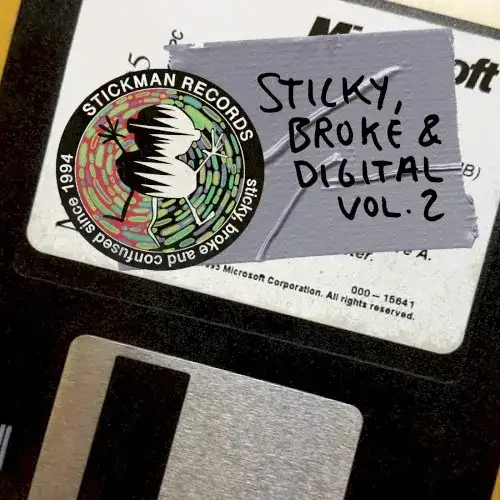 STICKMAN RECORDS
sticky, broke and confused since 1994
STICKY,
BROKE &
DIGITAL
VOL. 2
B)
A.
ter.
000 – 15641
Microsoft Corporation. All rights reserved.